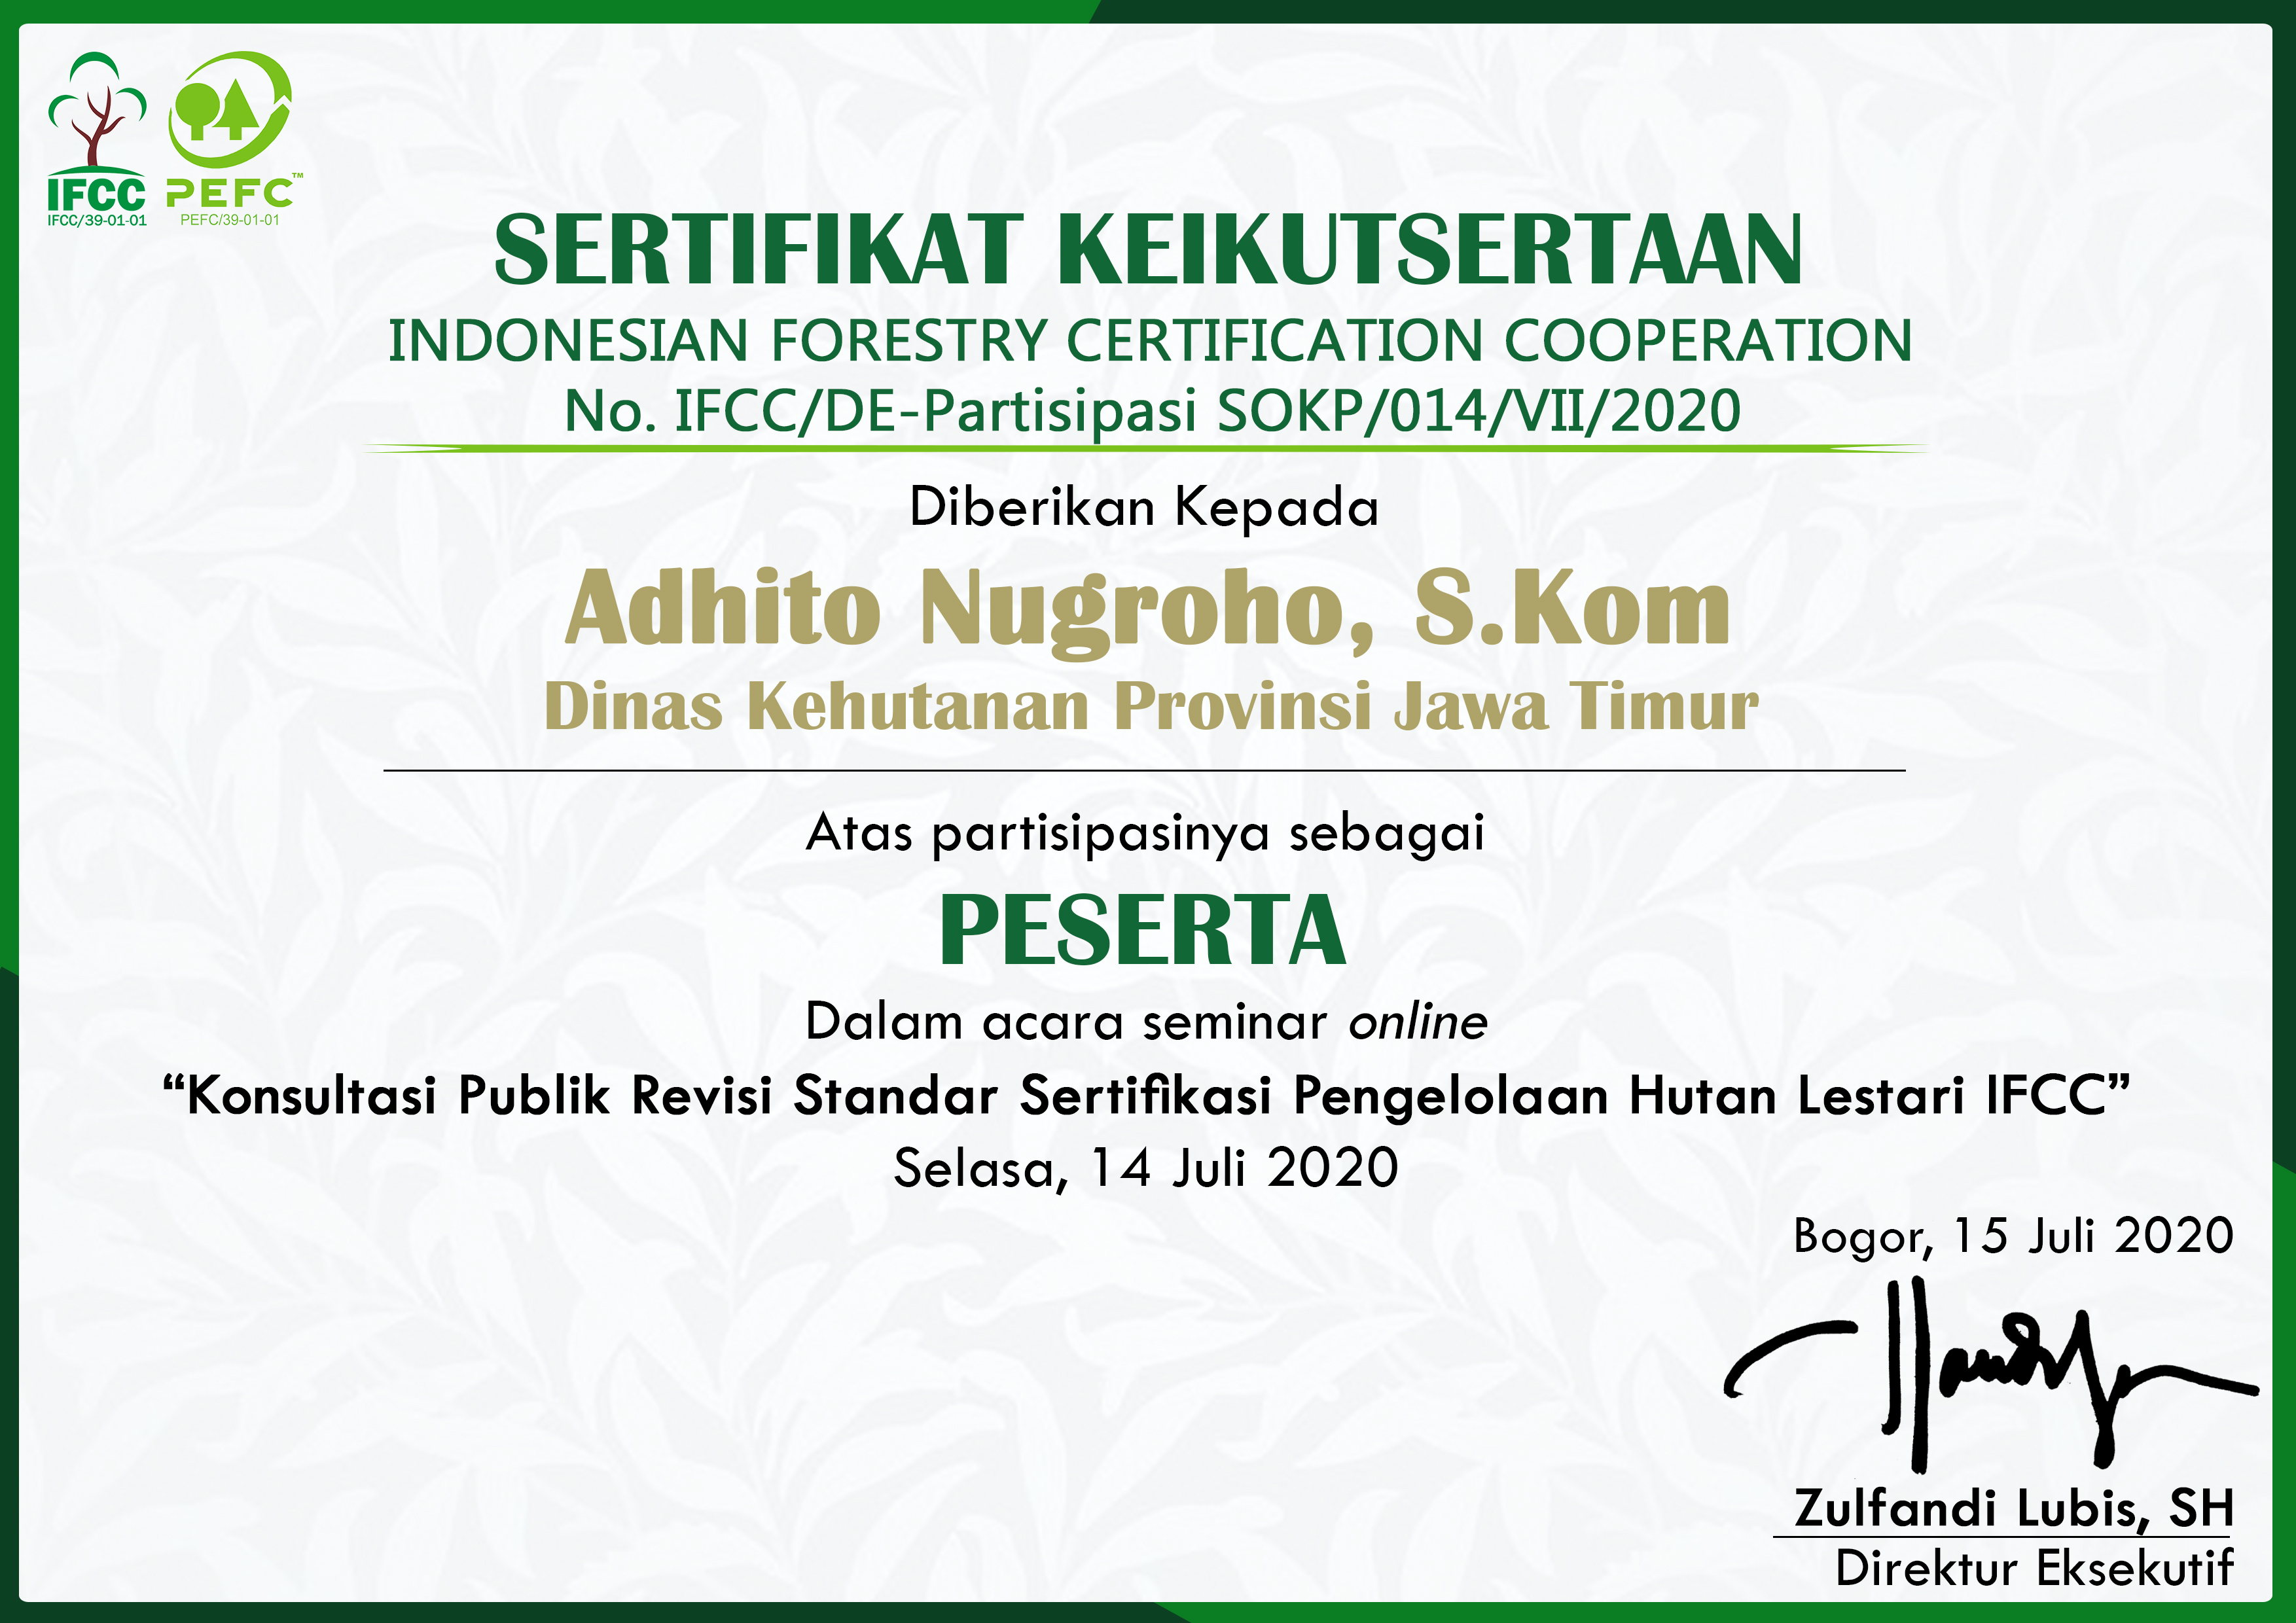 IFCC
IFCC/39-01-01
PEFC™
PEFC/39-01-01
SERTIFIKAT KEIKUTSERTAAN
INDONESIAN FORESTRY CERTIFICATION COOPERATION
No. IFCC/DE-Partisipasi SOKP/014/VII/2020
Diberikan Kepada
Adhito Nugroho, S.Kom
Dinas Kehutanan Provinsi Jawa Timur
Atas partisipasinya sebagai
PESERTA
Dalam acara seminar online
“Konsultasi Publik Revisi Standar Sertifikasi Pengelolaan Hutan Lestari IFCC”
Selasa, 14 Juli 2020
Bogor, 15 Juli 2020
Zulfandi Lubis, SH
Direktur Eksekutif